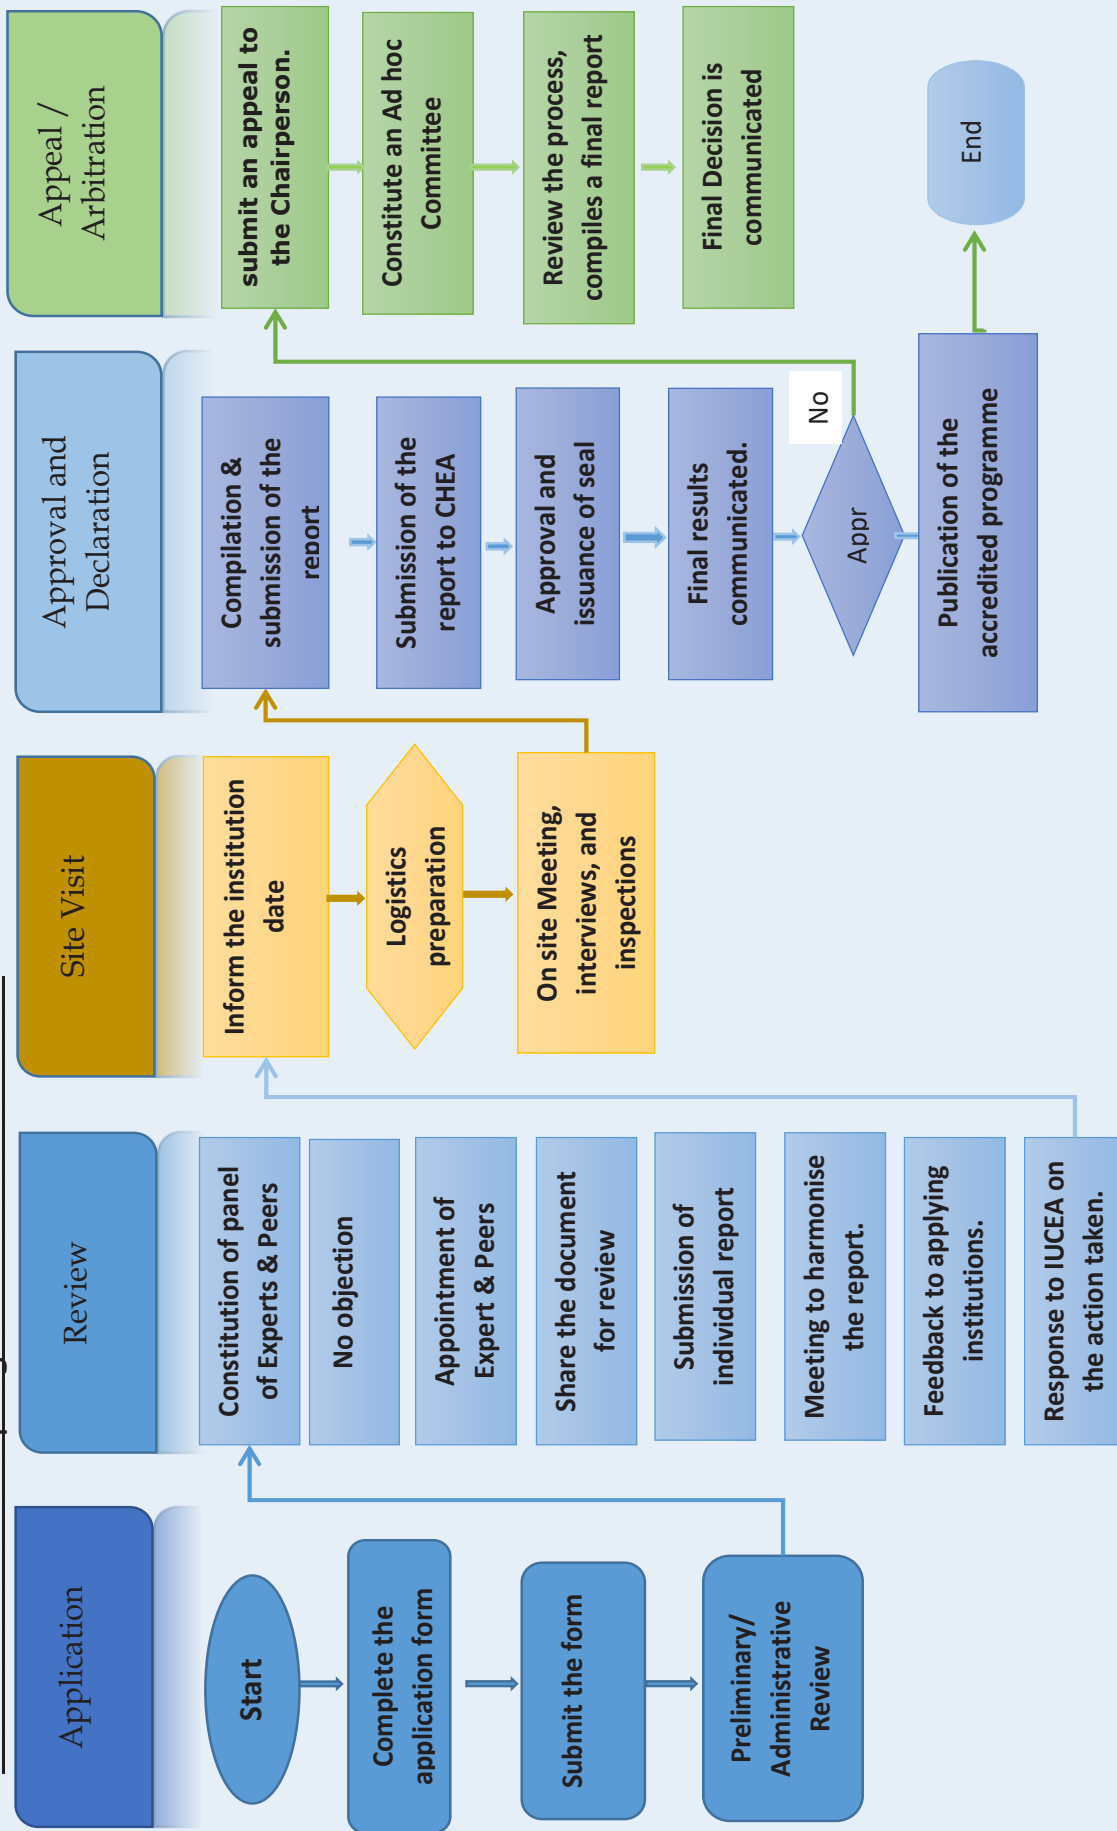 Application
Start
Complete the
application form
Submit the form
Preliminary/
Administrative
Review
Review
Constitution of panel
of Experts & Peers
No objection
Appointment of
Expert & Peers
Share the document
for review
Submission of
individual report
Meeting to harmonise
the report.
Feedback to applying
institutions.
Response to IUCEA on
the action taken.
Site Visit
Inform the institution
date
Logistics
preparation
On site Meeting,
interviews, and
inspections
Approval and
Declaration
Compilation &
submission of the
report
Submission of the
report to CHEA
Approval and
issuance of seal
Final results
communicated.
Appr
No
Publication of the
accredited programme
End
Appeal /
Arbitration
submit an appeal to
the Chairperson.
Constitute an Ad hoc
Committee
Review the process,
compiles a final report
Final Decision is
communicated